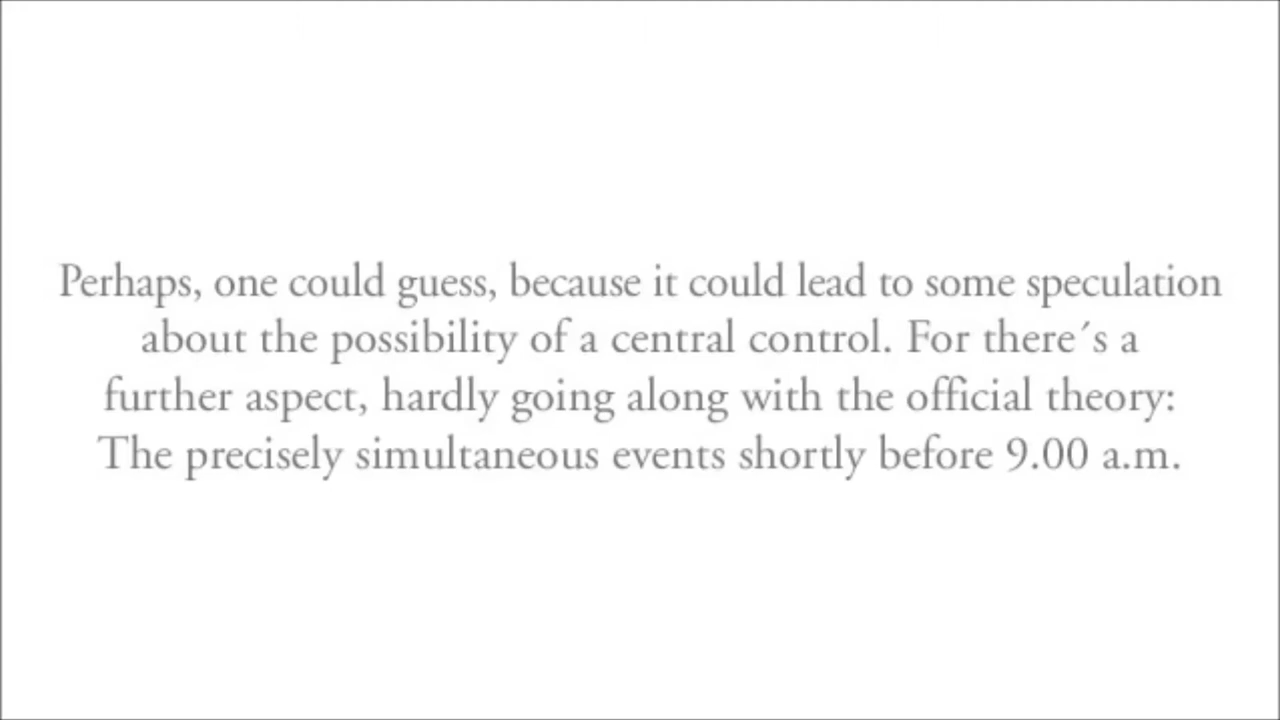 Perhaps, one could guess, because it could lead to some speculation
about the possibility of a central control. For there´s a
further aspect, hardly going along with the official theory:
The precisely simultaneous events shortly before 9.00 a.m.